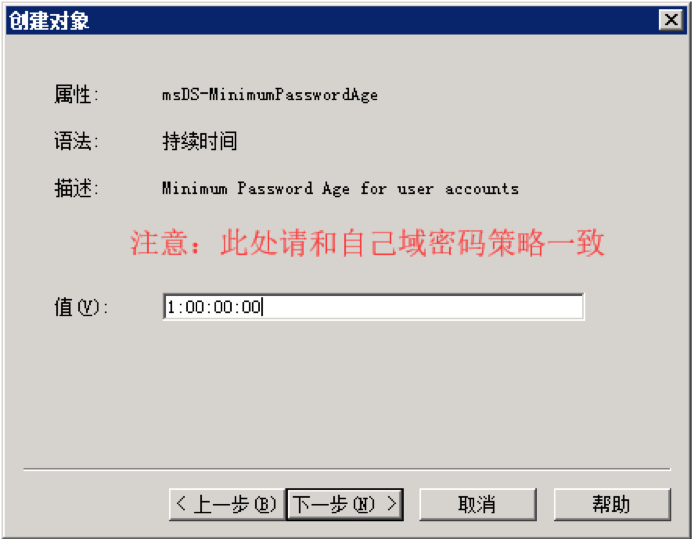 创建对象
属性: msDS-MinimumPasswordAge
语法: 持续时间
描述: Minimum Password Age for user accounts
注意：此处请和自己域密码策略一致
值(V): 1:00:00:00
< 上一步(B) 下一步(N) > 取消 帮助